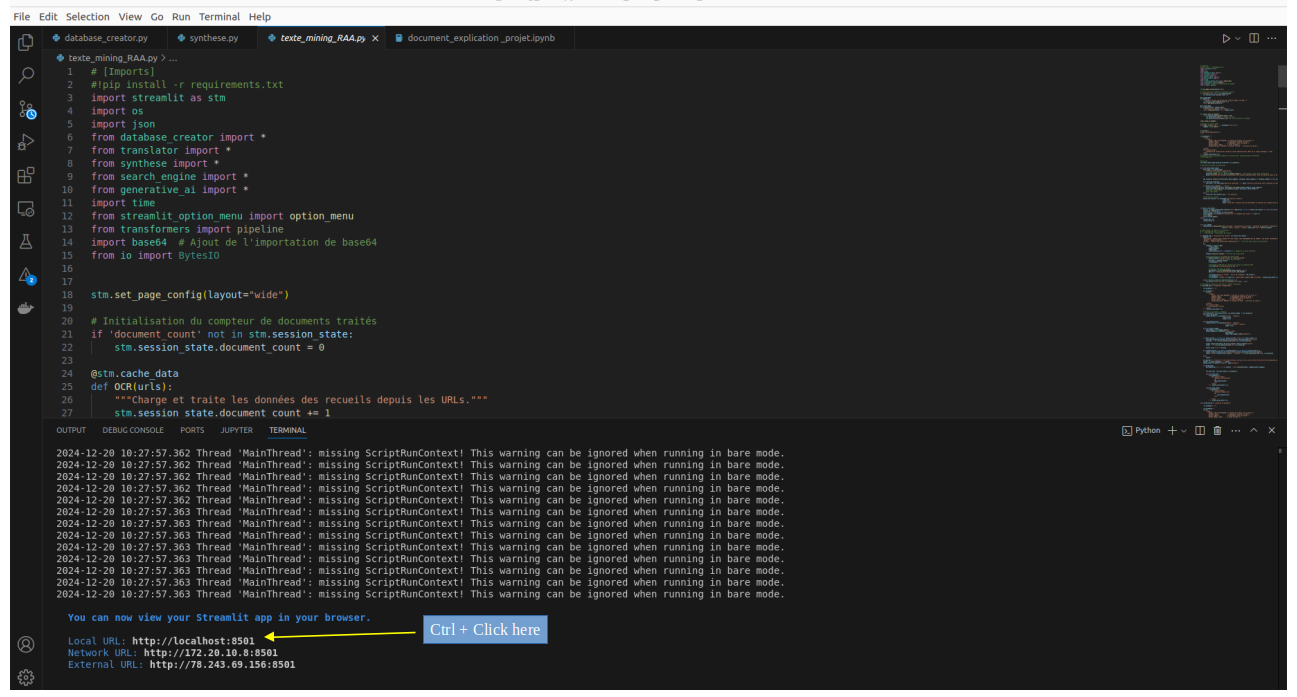 File Edit Selection View Go Run Terminal Help
database_creator.py synthese.py texte_mining_RAA.py document_explication _projet.ipynb
texte_mining_RAA.py > ...
1 # [Imports]
2 #!pip install -r requirements.txt
3 import streamlit as stm
4 import os
5 import json
6 from database_creator import *
7 from translator import *
8 from synthese import *
9 from search_engine import *
10 from generative_ai import *
11 import time
12 from streamlit_option_menu import option_menu
13 from transformers import pipeline
14 import base64 # Ajout de l'importation de base64
15 from io import BytesIO
16
17
18 stm.set_page_config(layout="wide")
19
20 # Initialisation du compteur de documents traités
21 if 'document_count' not in stm.session_state:
22 stm.session_state.document_count = 0
23
24 @stm.cache_data
25 def OCR(urls):
26 """Charge et traite les données des recueils depuis les URLs."""
27 stm.session_state.document_count += 1
OUTPUT DEBUG CONSOLE PORTS JUPYTER TERMINAL Python
2024-12-20 10:27:57.362 Thread 'MainThread': missing ScriptRunContext! This warning can be ignored when running in bare mode.
2024-12-20 10:27:57.362 Thread 'MainThread': missing ScriptRunContext! This warning can be ignored when running in bare mode.
2024-12-20 10:27:57.362 Thread 'MainThread': missing ScriptRunContext! This warning can be ignored when running in bare mode.
2024-12-20 10:27:57.362 Thread 'MainThread': missing ScriptRunContext! This warning can be ignored when running in bare mode.
2024-12-20 10:27:57.362 Thread 'MainThread': missing ScriptRunContext! This warning can be ignored when running in bare mode.
2024-12-20 10:27:57.363 Thread 'MainThread': missing ScriptRunContext! This warning can be ignored when running in bare mode.
2024-12-20 10:27:57.363 Thread 'MainThread': missing ScriptRunContext! This warning can be ignored when running in bare mode.
2024-12-20 10:27:57.363 Thread 'MainThread': missing ScriptRunContext! This warning can be ignored when running in bare mode.
2024-12-20 10:27:57.363 Thread 'MainThread': missing ScriptRunContext! This warning can be ignored when running in bare mode.
2024-12-20 10:27:57.363 Thread 'MainThread': missing ScriptRunContext! This warning can be ignored when running in bare mode.
2024-12-20 10:27:57.363 Thread 'MainThread': missing ScriptRunContext! This warning can be ignored when running in bare mode.
2024-12-20 10:27:57.363 Thread 'MainThread': missing ScriptRunContext! This warning can be ignored when running in bare mode.
2024-12-20 10:27:57.363 Thread 'MainThread': missing ScriptRunContext! This warning can be ignored when running in bare mode.
You can now view your Streamlit app in your browser.
Ctrl + Click here
Local URL: http://localhost:8501
Network URL: http://172.20.10.8:8501
External URL: http://78.243.69.156:8501